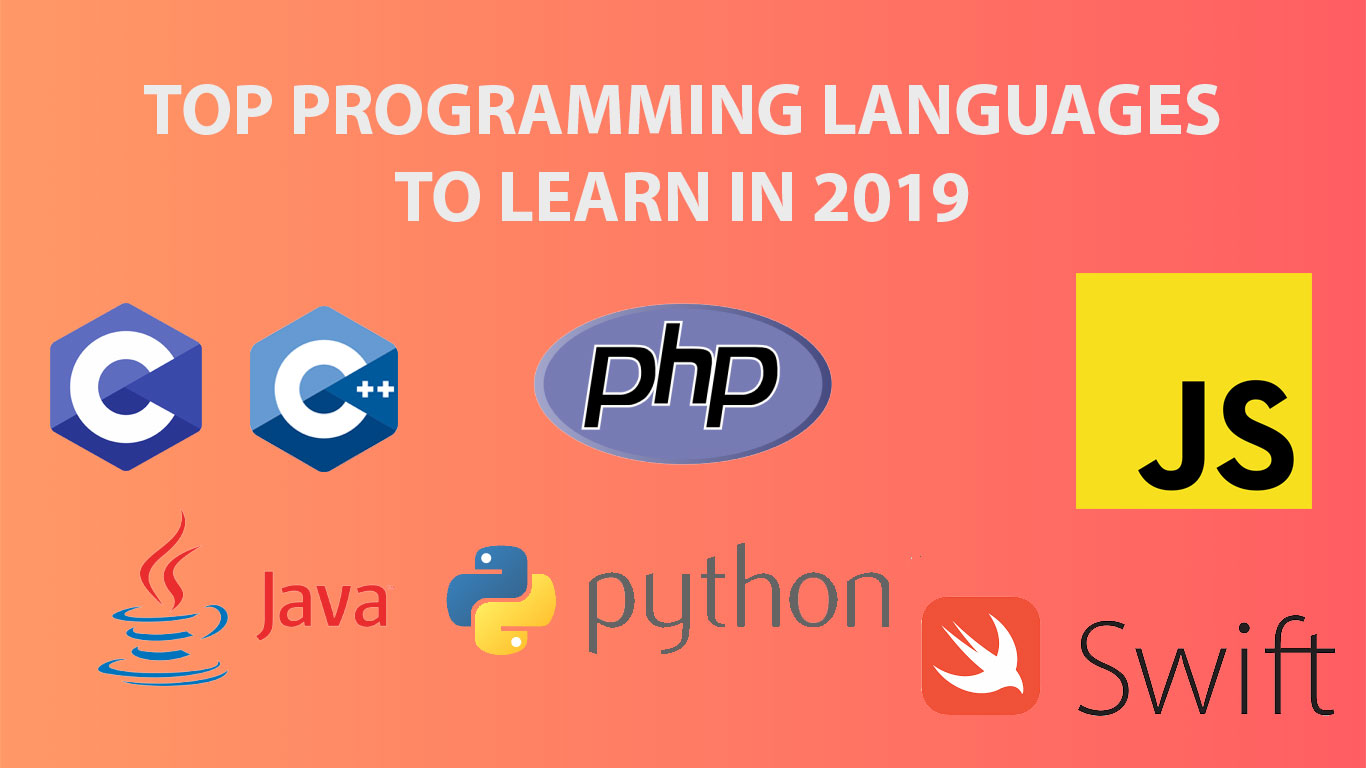 TOP PROGRAMMING LANGUAGES
TO LEARN IN 2019
C
C++
php
JS
Java
python
Swift